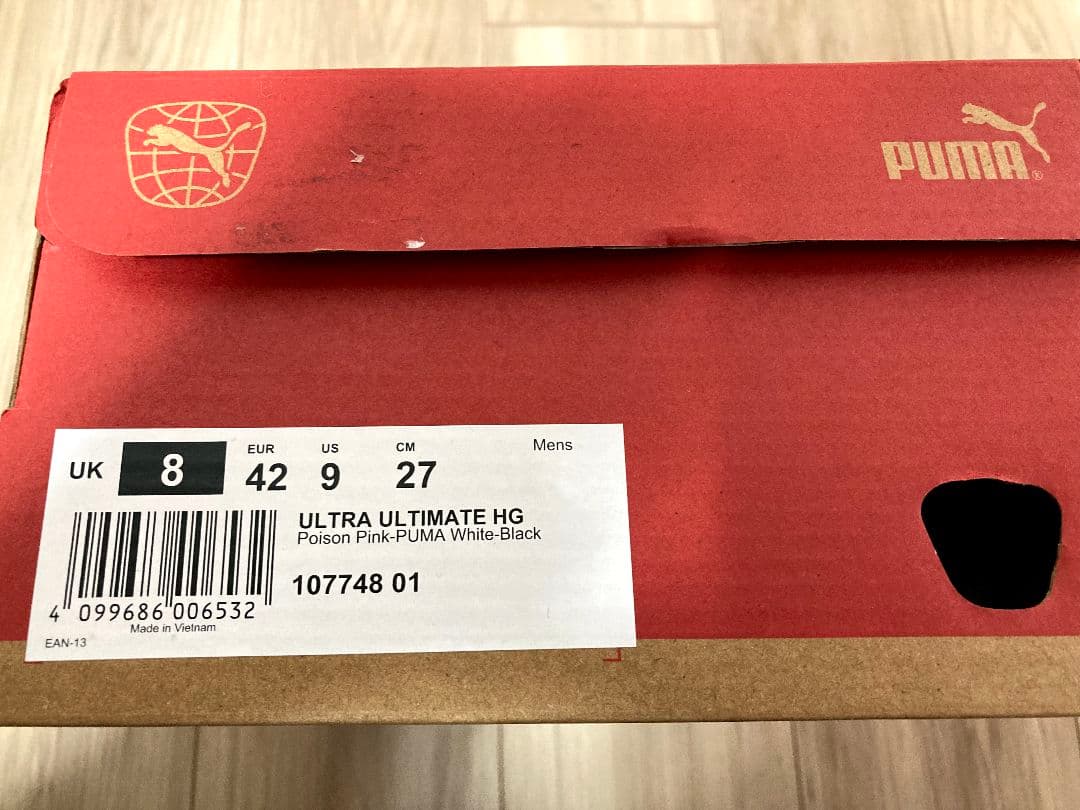 PUMA®
UK 8 EUR 42 US 9 CM 27 Mens
ULTRA ULTIMATE HG
Poison Pink-PUMA White-Black
107748 01
4 099686 006532
Made in Vietnam
EAN-13